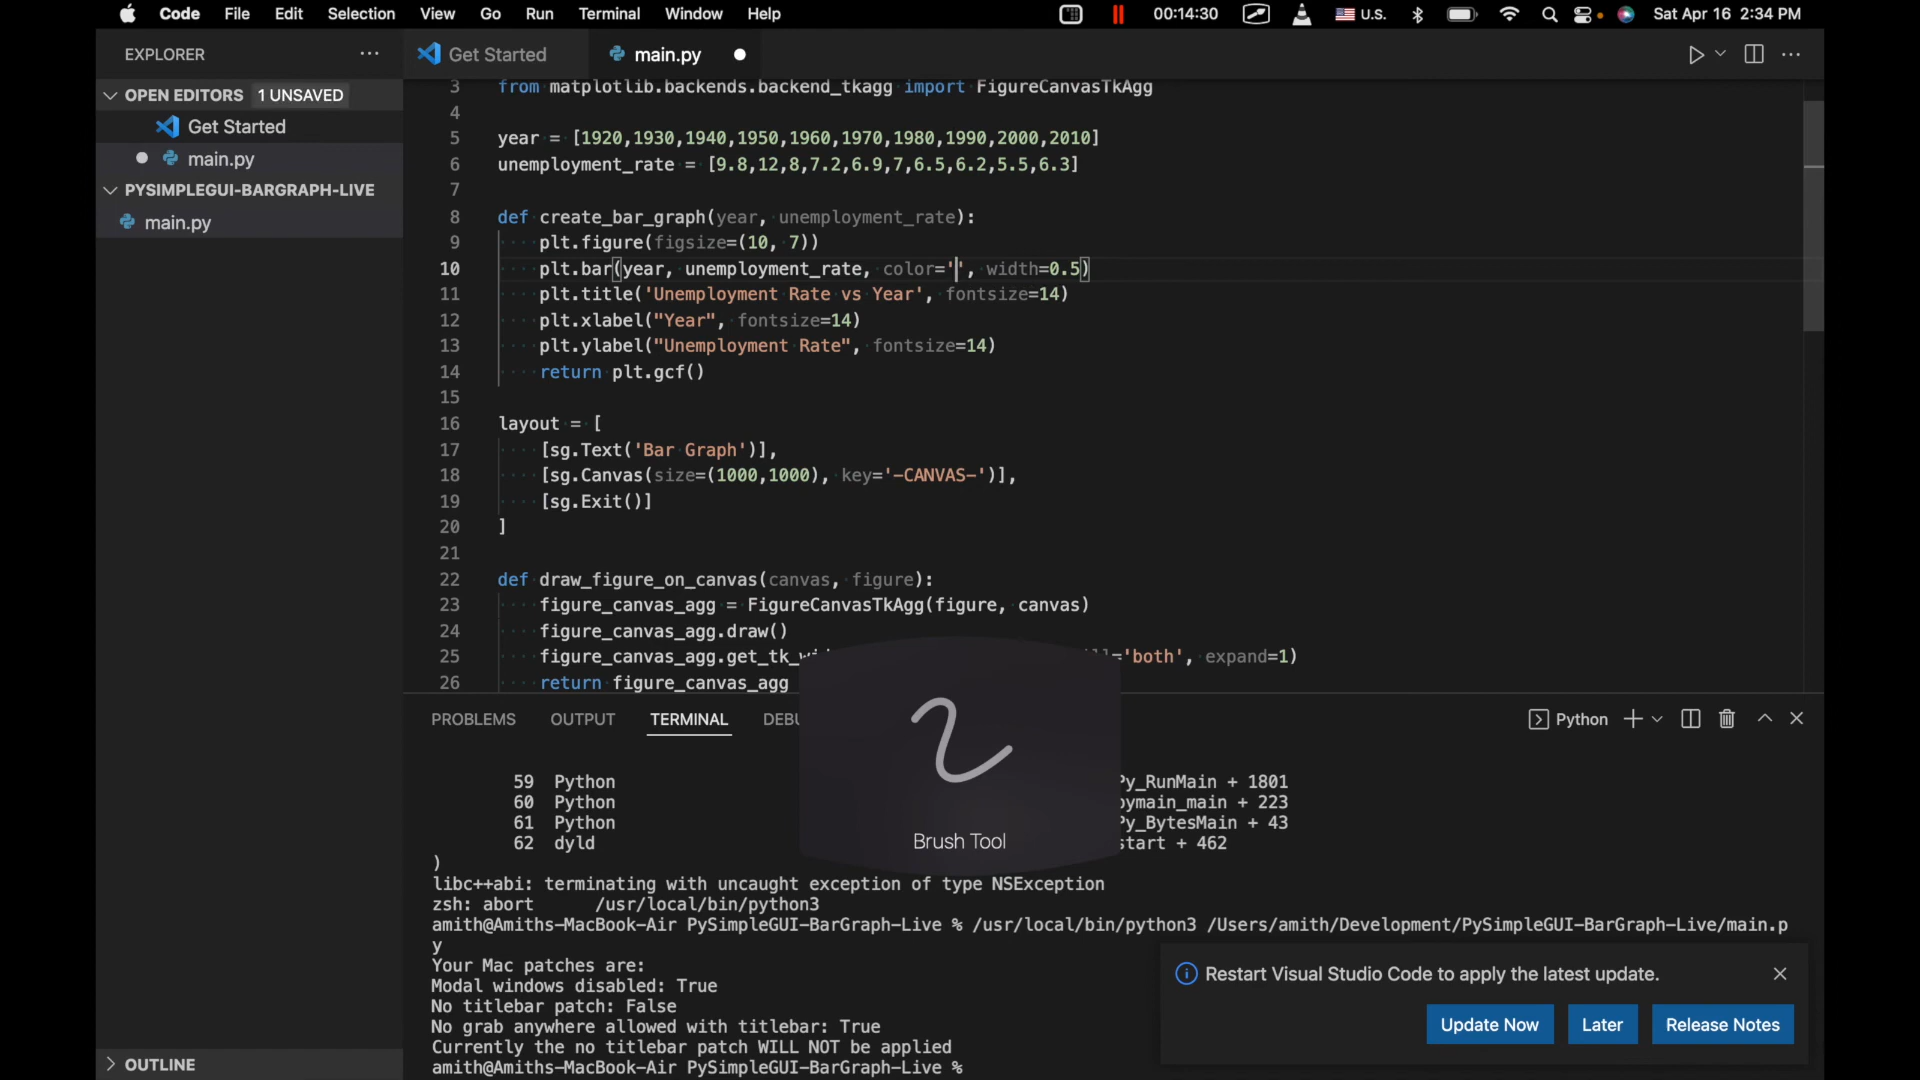 Code File Edit Selection View Go Run Terminal Window Help 00:14:30 U.S. Sat Apr 16 2:34 PM
EXPLORER ···
Get Started main.py
OPEN EDITORS 1 UNSAVED
Get Started
main.py
PYSIMPLEGUI-BARGRAPH-LIVE
main.py
3 from matplotlib.backends.backend_tkagg import FigureCanvasTkAgg
4
5 year = [1920,1930,1940,1950,1960,1970,1980,1990,2000,2010]
6 unemployment_rate = [9.8,12,8,7.2,6.9,7,6.5,6.2,5.5,6.3]
7
8 def create_bar_graph(year, unemployment_rate):
9 plt.figure(figsize=(10, 7))
10 plt.bar(year, unemployment_rate, color='', width=0.5)
11 plt.title('Unemployment Rate vs Year', fontsize=14)
12 plt.xlabel("Year", fontsize=14)
13 plt.ylabel("Unemployment Rate", fontsize=14)
14 return plt.gcf()
15
16 layout = [
17 [sg.Text('Bar Graph')],
18 [sg.Canvas(size=(1000,1000), key='-CANVAS-')],
19 [sg.Exit()]
20 ]
21
22 def draw_figure_on_canvas(canvas, figure):
23 figure_canvas_agg = FigureCanvasTkAgg(figure, canvas)
24 figure_canvas_agg.draw()
25 figure_canvas_agg.get_tk_wi ='both', expand=1)
26 return figure_canvas_agg
PROBLEMS OUTPUT TERMINAL DEBU Python
59 Python Py_RunMain + 1801
60 Python pymain_main + 223
61 Python Py_BytesMain + 43
62 dyld start + 462
)
Brush Tool
libc++abi: terminating with uncaught exception of type NSException
zsh: abort /usr/local/bin/python3
amith@Amiths-MacBook-Air PySimpleGUI-BarGraph-Live % /usr/local/bin/python3 /Users/amith/Development/PySimpleGUI-BarGraph-Live/main.p
y
Your Mac patches are:
Modal windows disabled: True
No titlebar patch: False
No grab anywhere allowed with titlebar: True
Currently the no titlebar patch WILL NOT be applied
amith@Amiths-MacBook-Air PySimpleGUI-BarGraph-Live %
Restart Visual Studio Code to apply the latest update.
Update Now Later Release Notes
OUTLINE